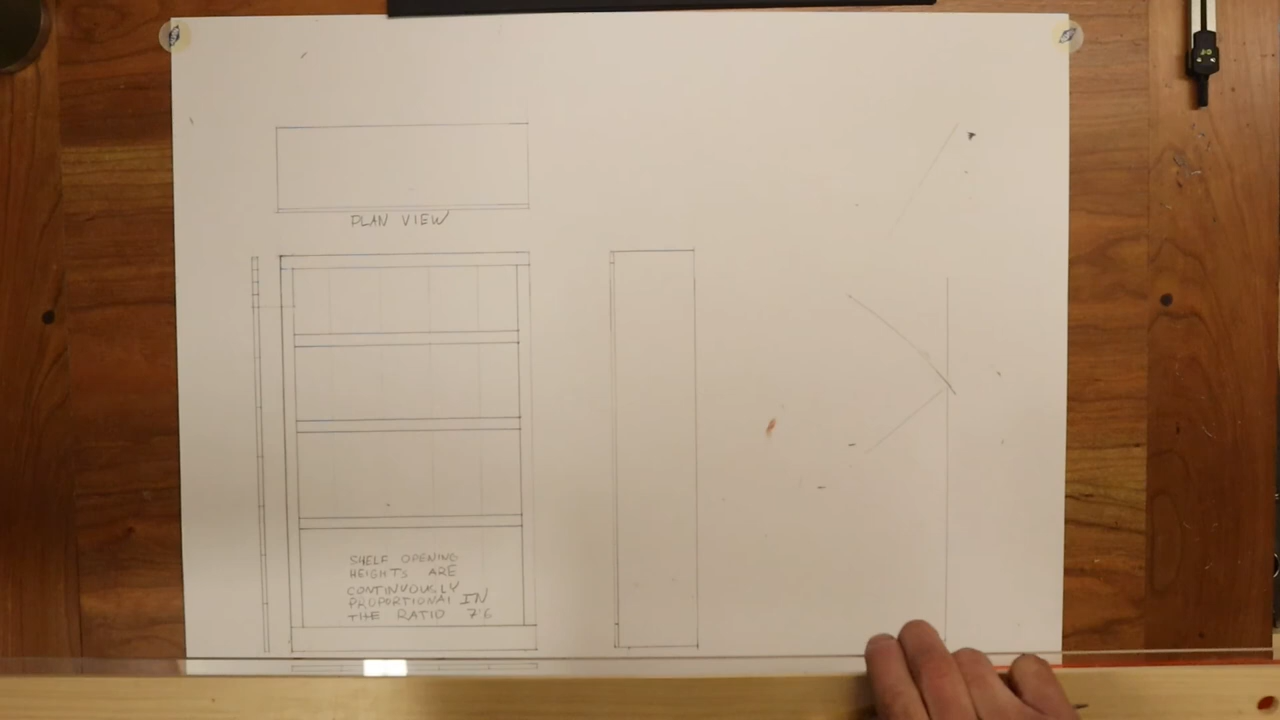 PLAN VIEW
SHELF OPENING
HEIGHTS ARE
CONTINUOUSLY
PROPORTIONAL IN
THE RATIO 7:6